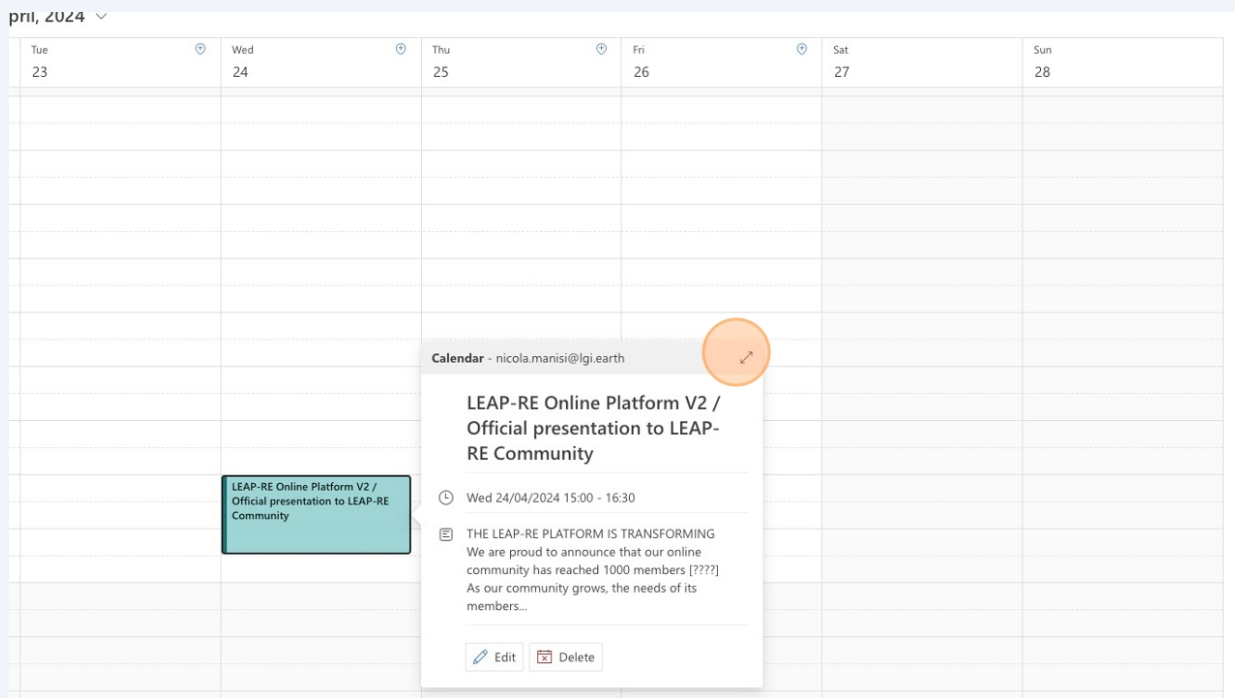 pril, 2024
Tue
23
Wed
24
Thu
25
Fri
26
Sat
27
Sun
28
Calendar - nicola.manisi@lgi.earth
LEAP-RE Online Platform V2 /
Official presentation to LEAP-
RE Community
Wed 24/04/2024 15:00 - 16:30
THE LEAP-RE PLATFORM IS TRANSFORMING
We are proud to announce that our online
community has reached 1000 members [????]
As our community grows, the needs of its
members...
Edit
Delete
LEAP-RE Online Platform V2 /
Official presentation to LEAP-RE
Community